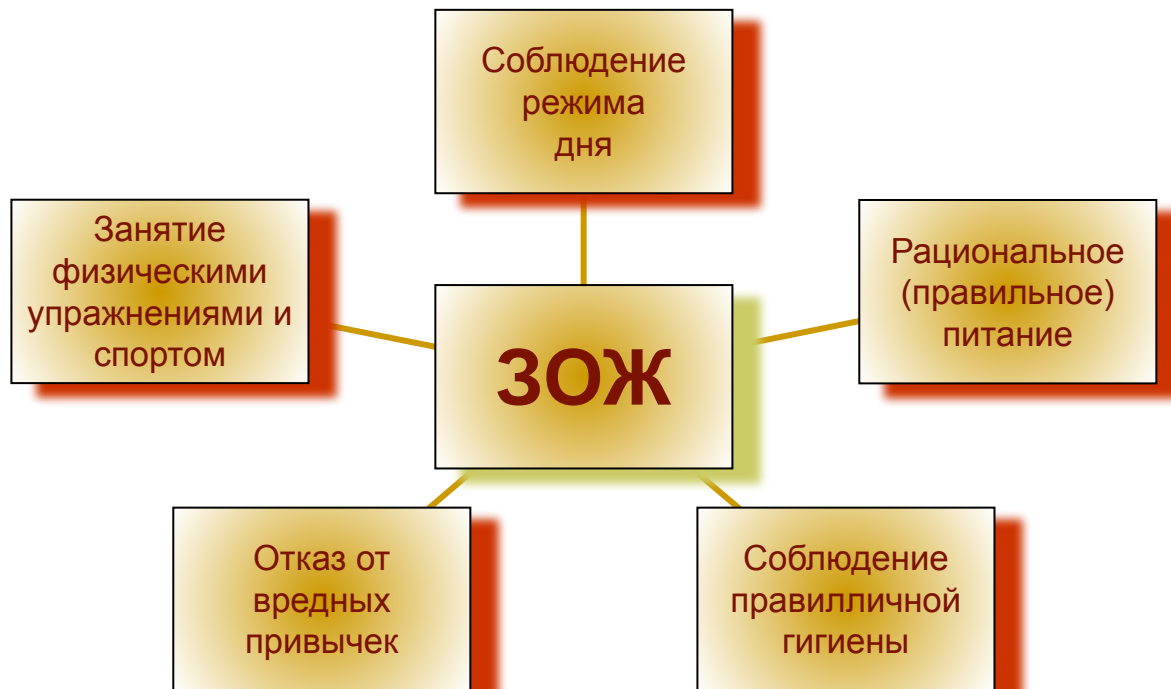 Соблюдение
режима
дня
Занятие
физическими
упражнениями и
спортом
Рациональное
(правильное)
питание
ЗОЖ
Отказ от
вредных
привычек
Соблюдение
правилличной
гигиены